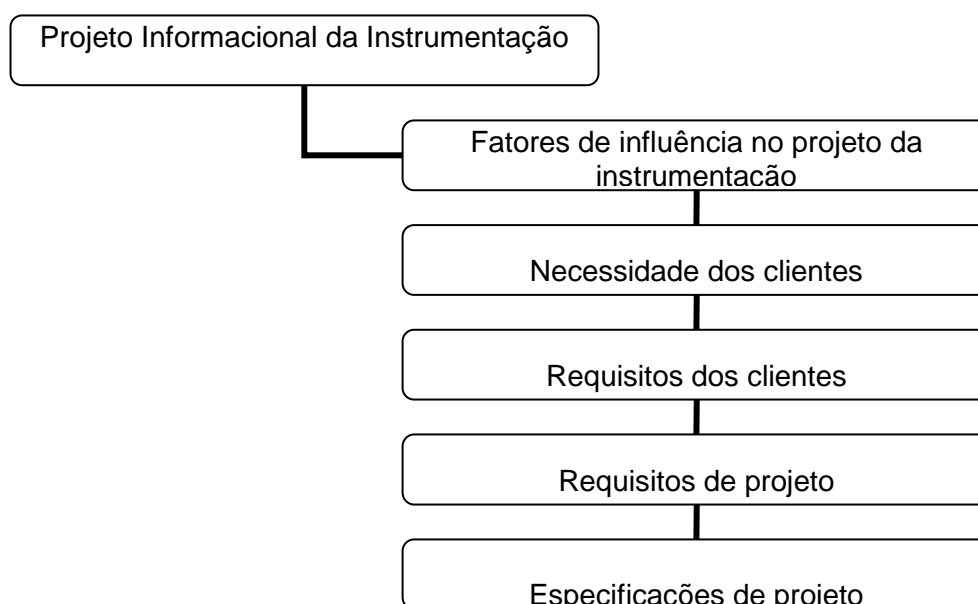 Projeto Informacional da Instrumentação
Fatores de influência no projeto da
instrumentação
Necessidade dos clientes
Requisitos dos clientes
Requisitos de projeto
Especificações de projeto